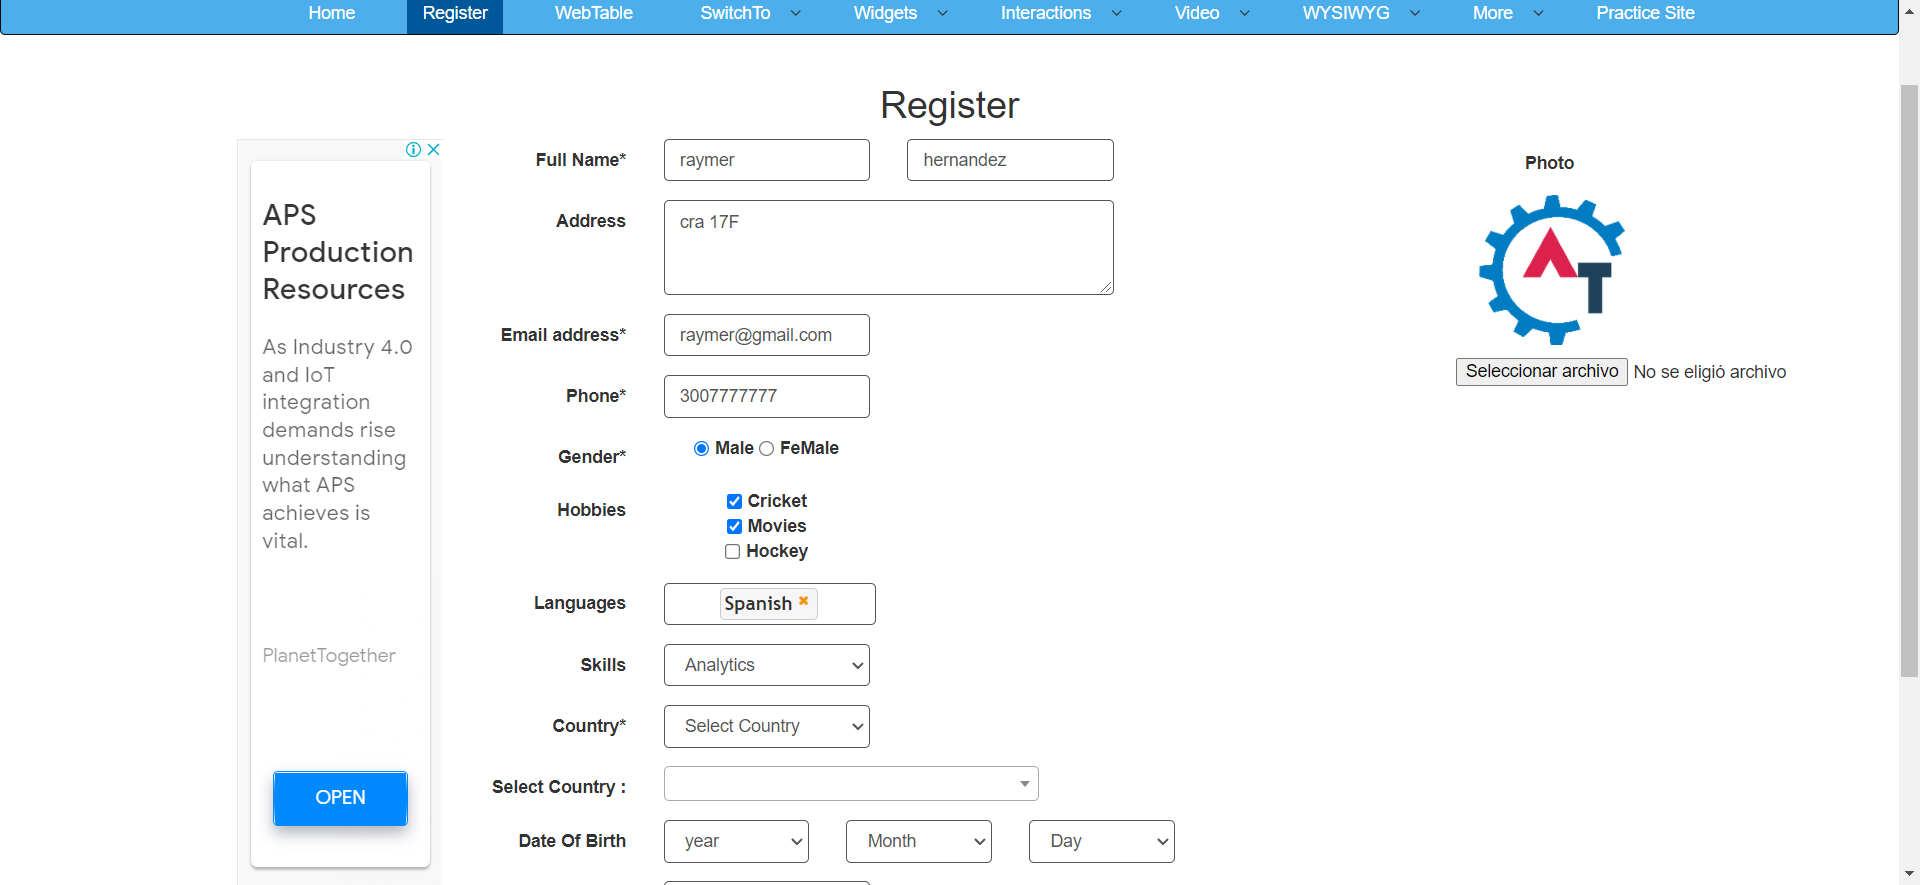 Home Register WebTable SwitchTo Widgets Interactions Video WYSIWYG More Practice Site
Register
APS
Production
Resources
As Industry 4.0
and IoT
integration
demands rise
understanding
what APS
achieves is
vital.
PlanetTogether
OPEN
Full Name* raymer hernandez
Address cra 17F
Email address* raymer@gmail.com
Phone* 3007777777
Gender* Male FeMale
Hobbies Cricket
Movies
Hockey
Languages Spanish
Skills Analytics
Country* Select Country
Select Country :
Date Of Birth year Month Day
Photo
AT
Seleccionar archivo No se eligió archivo